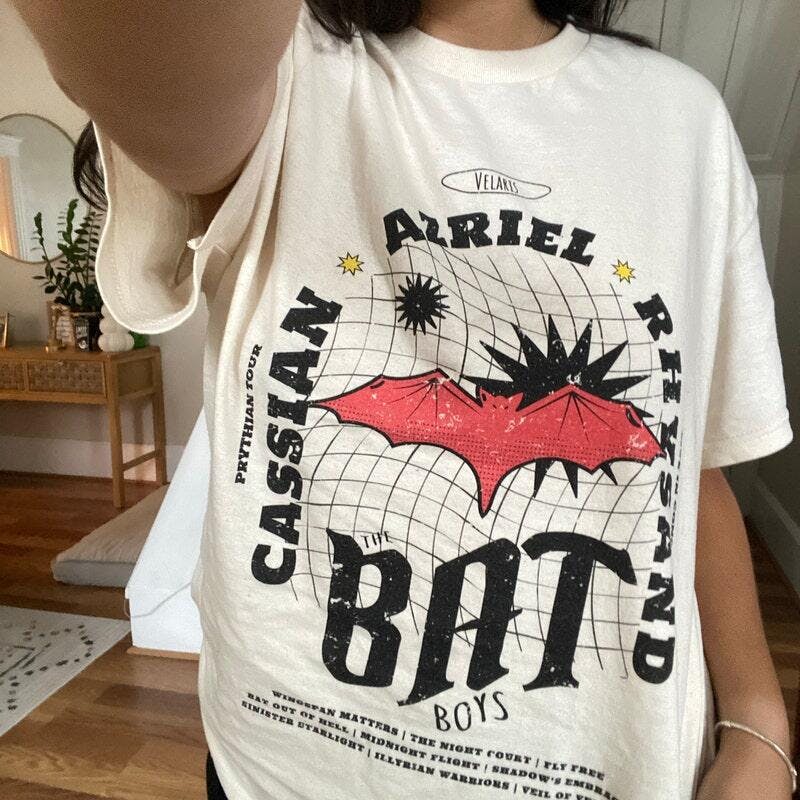 VELARIS
AZRIEL
CASSIAN
RHYSAND
PRYTHIAN TOUR
THE
BAT
BOYS
WINGSPAN MATTERS | THE NIGHT COURT | FLY FREE
BAT OUT OF HELL | MIDNIGHT FLIGHT | SHADOW'S
SINISTER STARLIGHT | ILLYRIAN WARRIORS | VEIL OF